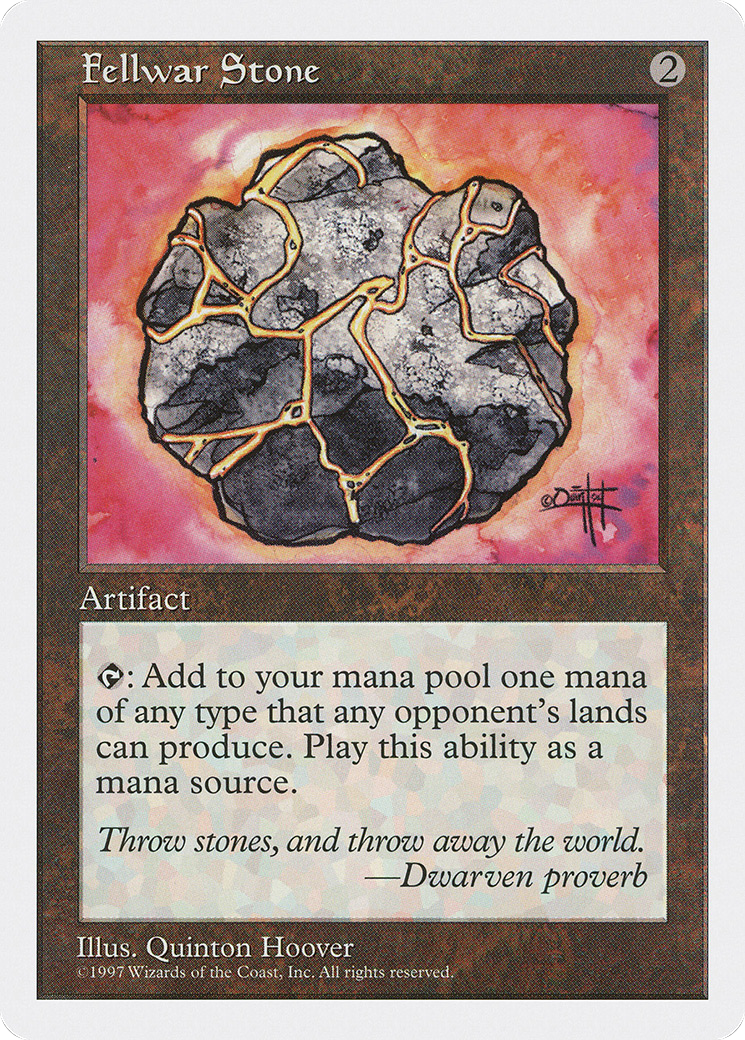 Fellwar Stone
2
Artifact
: Add to your mana pool one mana
of any type that any opponent's lands
can produce. Play this ability as a
mana source.
Throw stones, and throw away the world.
—Dwarven proverb
Illus. Quinton Hoover
©1997 Wizards of the Coast, Inc. All rights reserved.